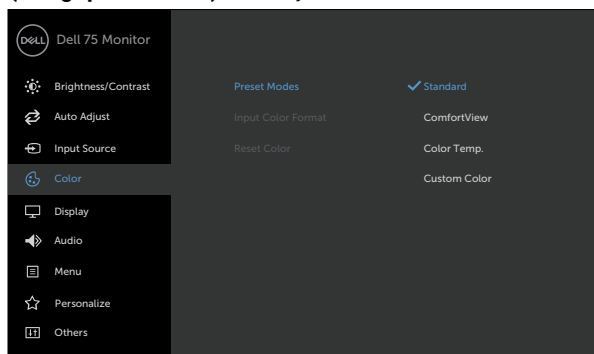 DELL
Dell 75 Monitor
Brightness/Contrast
Auto Adjust
Input Source
Color
Display
Audio
Menu
Personalize
Others
Preset Modes
Input Color Format
Reset Color
Standard
ComfortView
Color Temp.
Custom Color